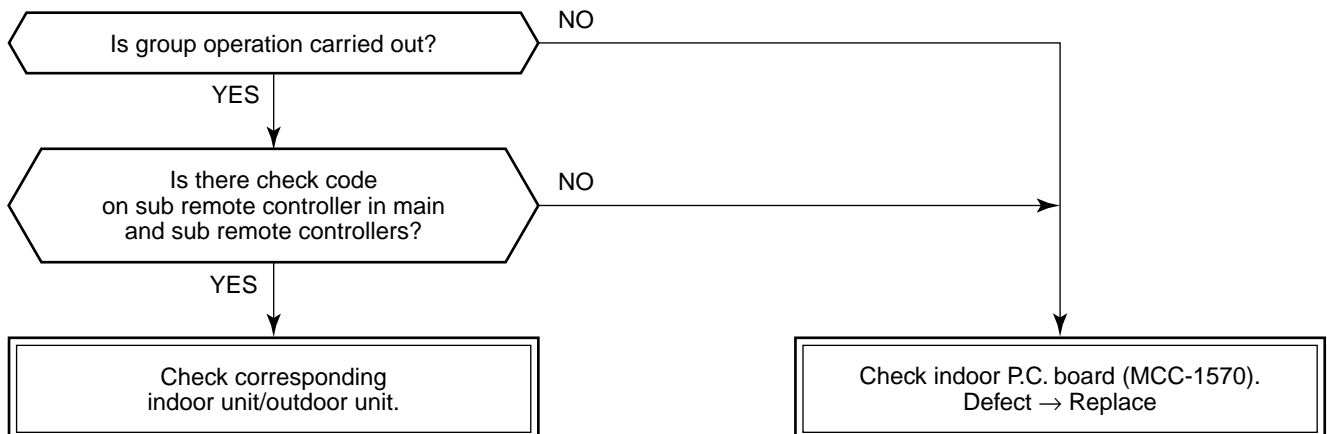 Is group operation carried out?
NO
YES
Is there check code
on sub remote controller in main
and sub remote controllers?
NO
YES
Check corresponding
indoor unit/outdoor unit.
Check indoor P.C. board (MCC-1570).
Defect → Replace